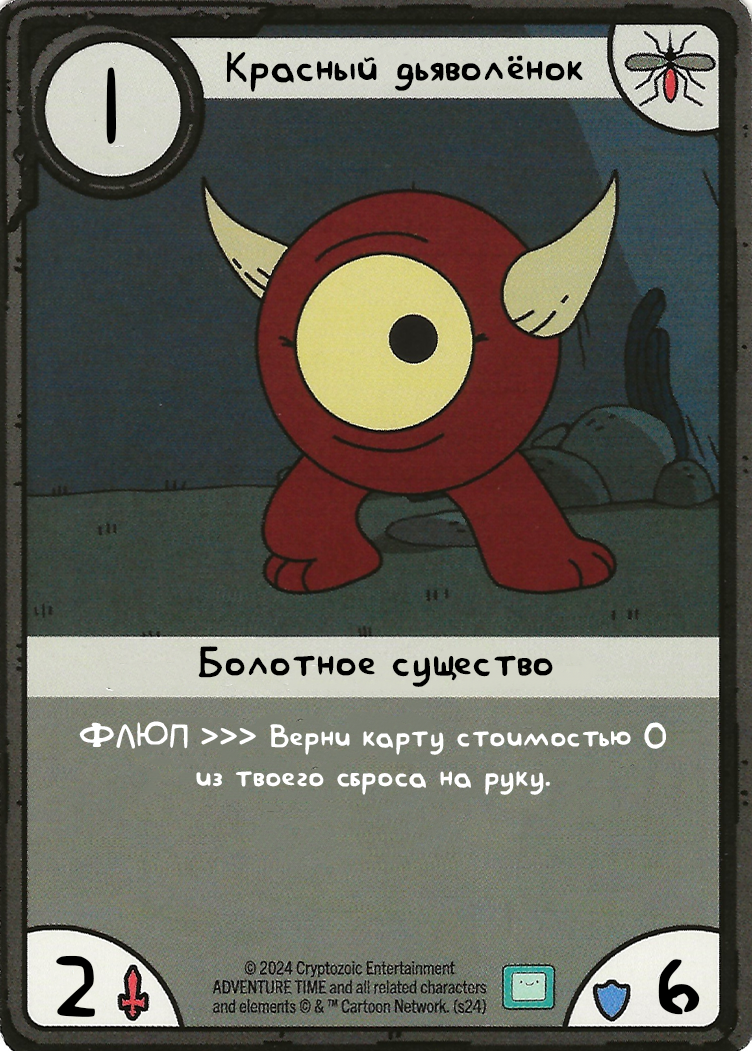 1
Красный дьяволёнок
Болотное существо
ФЛЮП >>> Верни карту стоимостью 0
из твоего сброса на руку.
2
© 2024 Cryptozoic Entertainment
ADVENTURE TIME and all related characters
and elements © & ™ Cartoon Network. (s24)
6